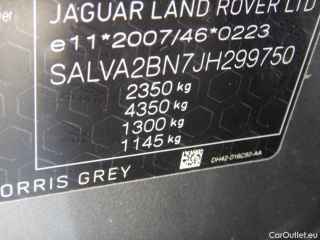 JAGUAR LAND ROVER LTD
e11*2007/46*0223
SALVA2BN7JH299750
2350 kg
4350 kg
1300 kg
1145 kg
DH42-016C50-AA
ORRIS GREY
CarOutlet.eu